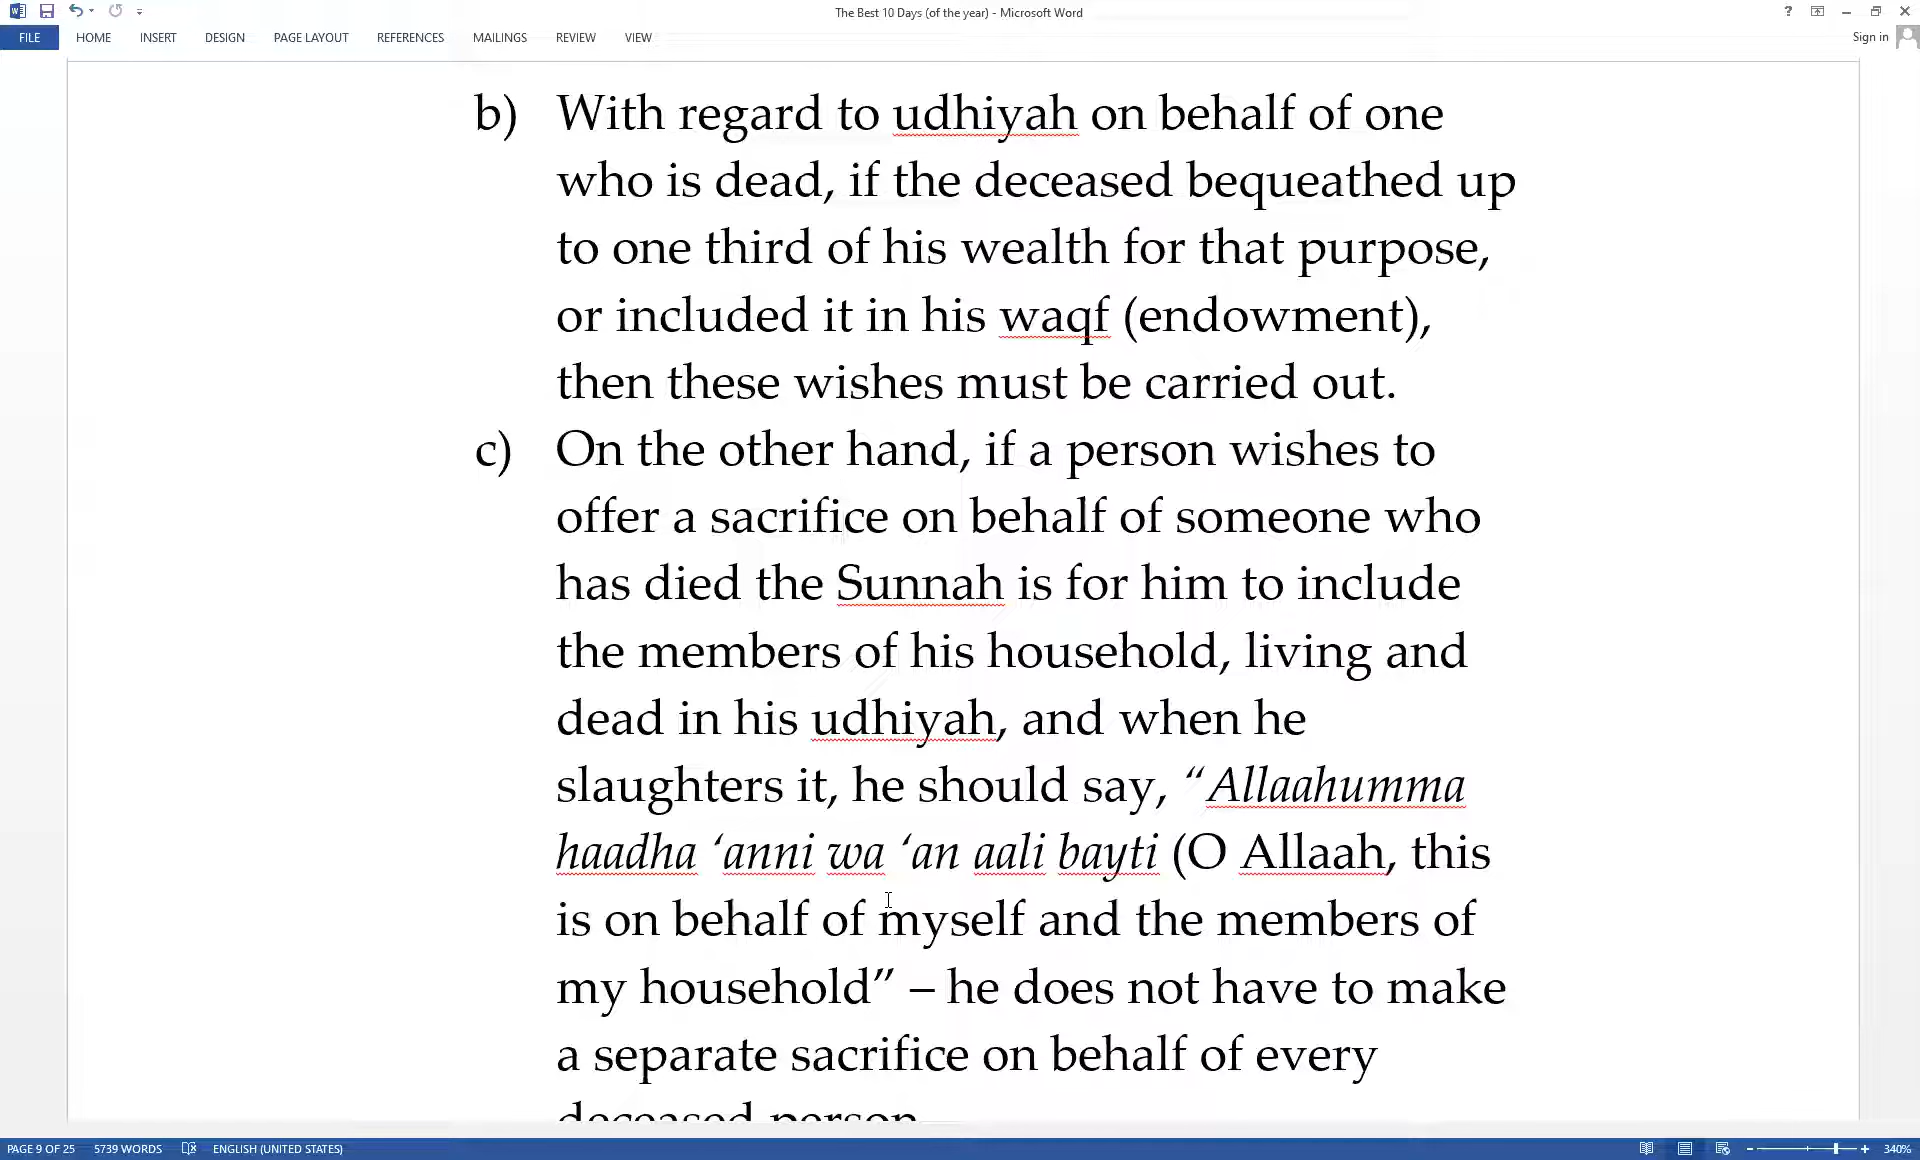 The Best 10 Days (of the year) - Microsoft Word
FILE HOME INSERT DESIGN PAGE LAYOUT REFERENCES MAILINGS REVIEW VIEW Sign in
b) With regard to udhiyah on behalf of one
who is dead, if the deceased bequeathed up
to one third of his wealth for that purpose,
or included it in his waqf (endowment),
then these wishes must be carried out.
c) On the other hand, if a person wishes to
offer a sacrifice on behalf of someone who
has died the Sunnah is for him to include
the members of his household, living and
dead in his udhiyah, and when he
slaughters it, he should say, “Allaahumma
haadha ‘anni wa ‘an aali bayti (O Allaah, this
is on behalf of myself and the members of
my household” – he does not have to make
a separate sacrifice on behalf of every
deceased person.
PAGE 9 OF 25 5739 WORDS ENGLISH (UNITED STATES) 340%